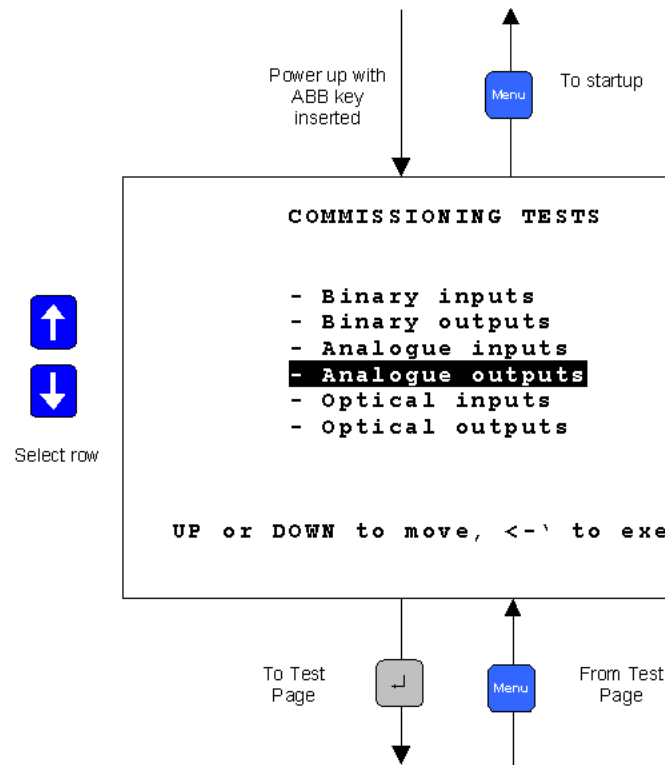 Power up with
ABB key
inserted
Menu
To startup
COMMISSIONING TESTS
- Binary inputs
- Binary outputs
- Analogue inputs
- Analogue outputs
- Optical inputs
- Optical outputs
Select row
UP or DOWN to move, <-` to exe
To Test
Page
Menu
From Test
Page